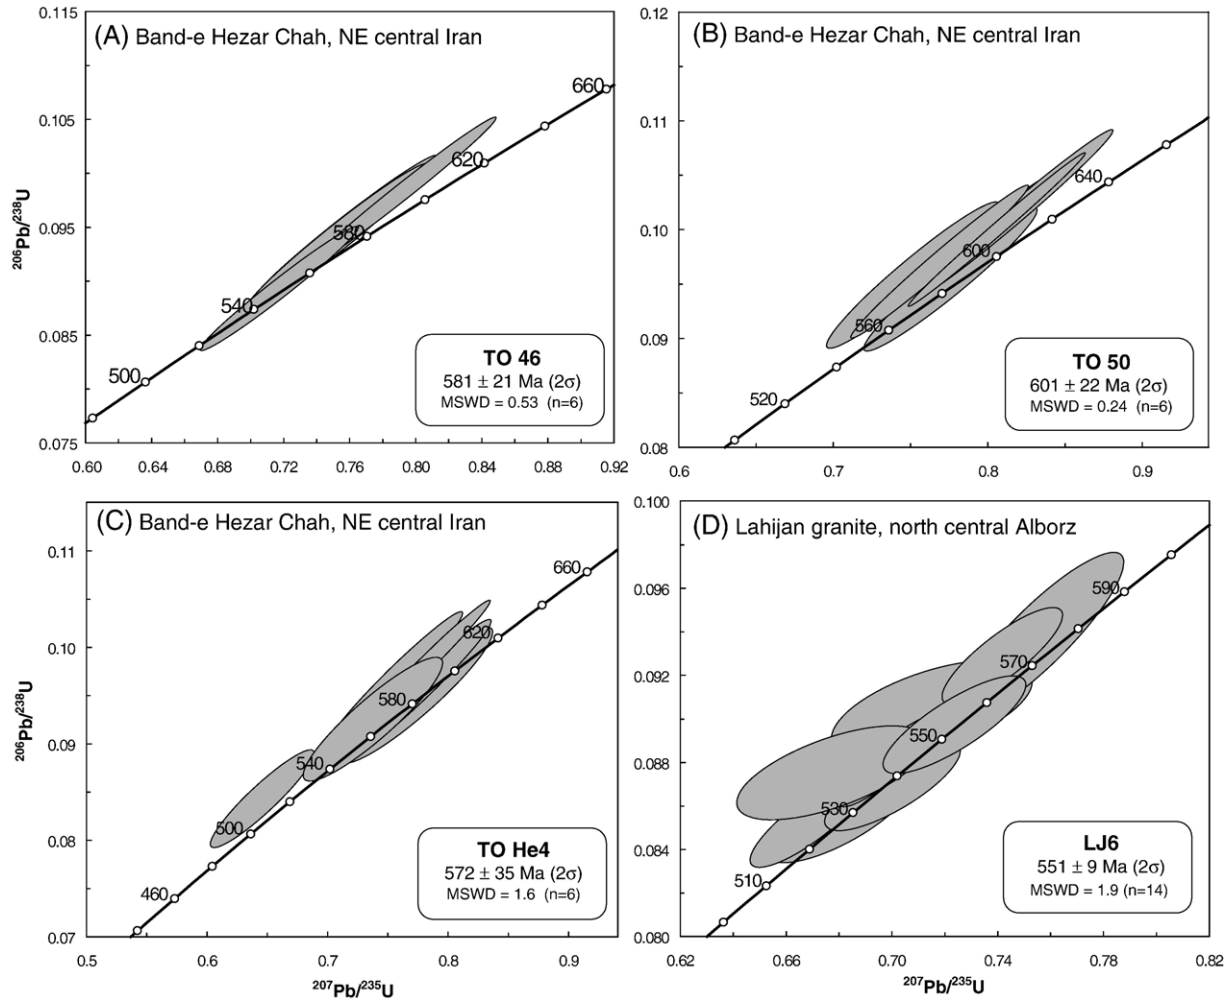 (A) Band-e Hezar Chah, NE central Iran
0.115
0.105
0.095
0.085
0.075
206Pb/238U
660
620
580
540
500
TO 46
581 ± 21 Ma (2σ)
MSWD = 0.53 (n=6)
0.60 0.64 0.68 0.72 0.76 0.80 0.84 0.88 0.92
(B) Band-e Hezar Chah, NE central Iran
0.12
0.11
0.10
0.09
0.08
640
600
560
520
TO 50
601 ± 22 Ma (2σ)
MSWD = 0.24 (n=6)
0.6 0.7 0.8 0.9
(C) Band-e Hezar Chah, NE central Iran
0.11
0.10
0.09
0.08
0.07
206Pb/238U
660
620
580
540
500
460
TO He4
572 ± 35 Ma (2σ)
MSWD = 1.6 (n=6)
0.5 0.6 0.7 0.8 0.9
207Pb/235U
(D) Lahijan granite, north central Alborz
0.100
0.096
0.092
0.088
0.084
0.080
590
570
550
530
510
LJ6
551 ± 9 Ma (2σ)
MSWD = 1.9 (n=14)
0.62 0.66 0.70 0.74 0.78 0.82
207Pb/235U